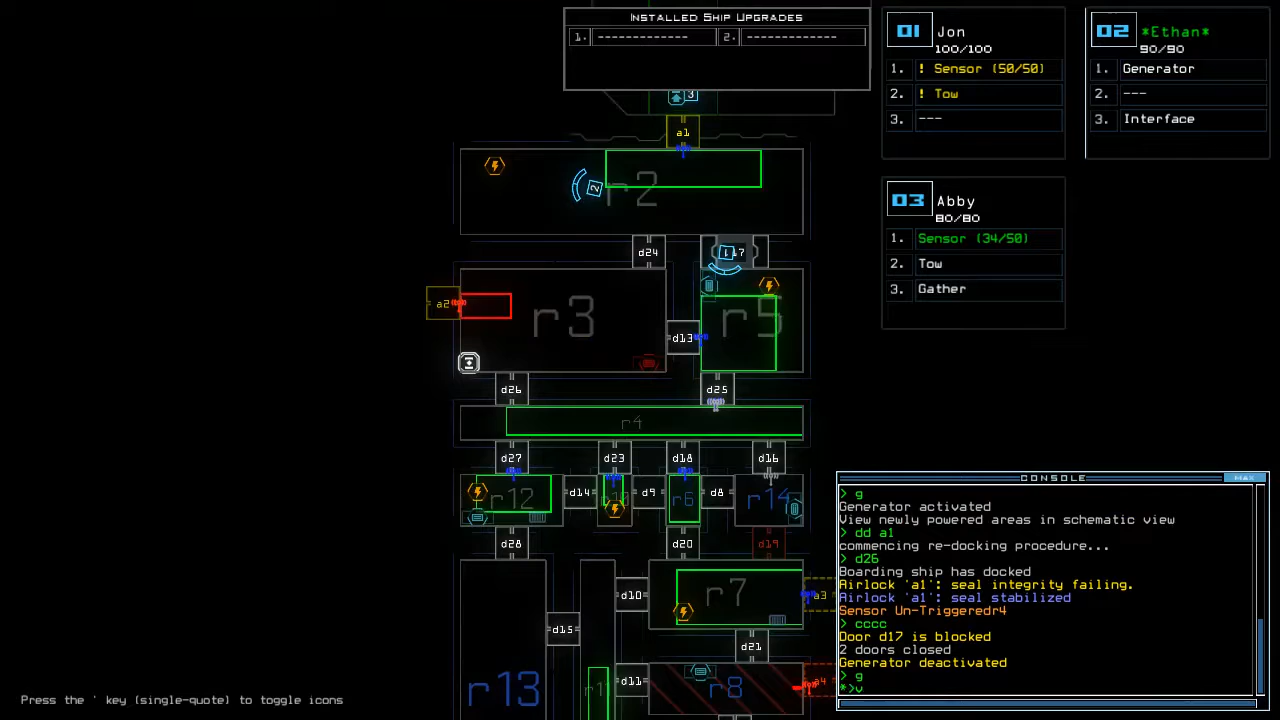 INSTALLED SHIP UPGRADES
1. ------------- 2. -------------
3
a1
2
r2
d24
17
a2
r3
d13
r5
d26
d25
r4
d27
d23
d18
d16
r12
d14
d9
r6
d8
r14
d28
d20
d19
d10
r7
a3
d15
d21
r13
d11
r8
a4
Press the ' key (single-quote) to toggle icons
01 Jon
100/100
1. ! Sensor (50/50)
2. ! Tow
3. ---
02 *Ethan*
90/90
1. Generator
2. ---
3. Interface
03 Abby
80/80
1. Sensor (34/50)
2. Tow
3. Gather
CONSOLE
MAX
> g
Generator activated
View newly powered areas in schematic view
> dd a1
commencing re-docking procedure...
> d26
Boarding ship has docked
Airlock 'a1': seal integrity failing.
Airlock 'a1': seal stabilized
Sensor Un-Triggeredr4
> cccc
Door d17 is blocked
2 doors closed
Generator deactivated
> g
*>v